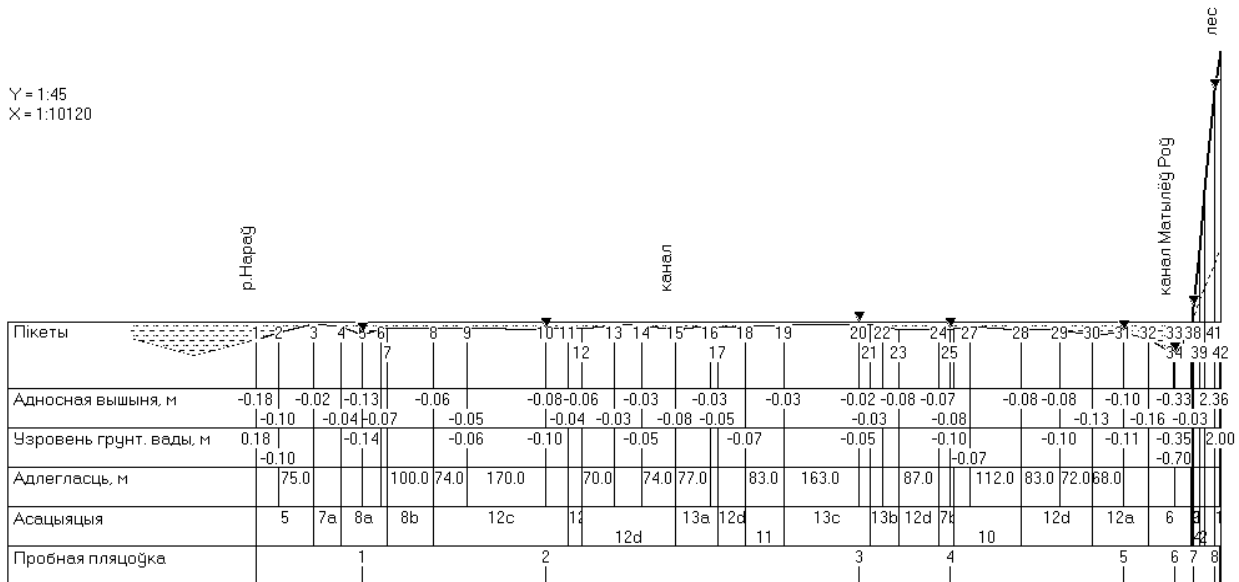 лес
Y = 1:45
X = 1:10120
р.Нараў
канал
канал Матылёў Роў
Пікеты 1 2 3 4 5 6 8 9 10 11 13 14 15 16 18 19 20 22 24 27 28 29 30 31 32 33 38 41
7 12 17 21 23 25 34 39 42
Адносная вышыня, м -0.18 -0.02 -0.13 -0.06 -0.08 -0.06 -0.03 -0.03 -0.03 -0.02 -0.08 -0.07 -0.08 -0.08 -0.10 -0.33 2.36
-0.10 -0.04 -0.07 -0.05 -0.04 -0.03 -0.08 -0.05 -0.03 -0.08 -0.13 -0.16 -0.03
Узровень грунт. вады, м 0.18 -0.14 -0.06 -0.10 -0.05 -0.07 -0.05 -0.10 -0.10 -0.11 -0.35 2.00
-0.10 -0.07 -0.70
Адлегласць, м 75.0 100.0 74.0 170.0 70.0 74.0 77.0 83.0 163.0 87.0 112.0 83.0 72.0 68.0
Асацыяцыя 5 7a 8a 8b 12c 13a 12d 13c 13b 12d 12d 12a 6
12d 11 10
Пробная пляцоўка 1 2 3 4 5 6 7 8